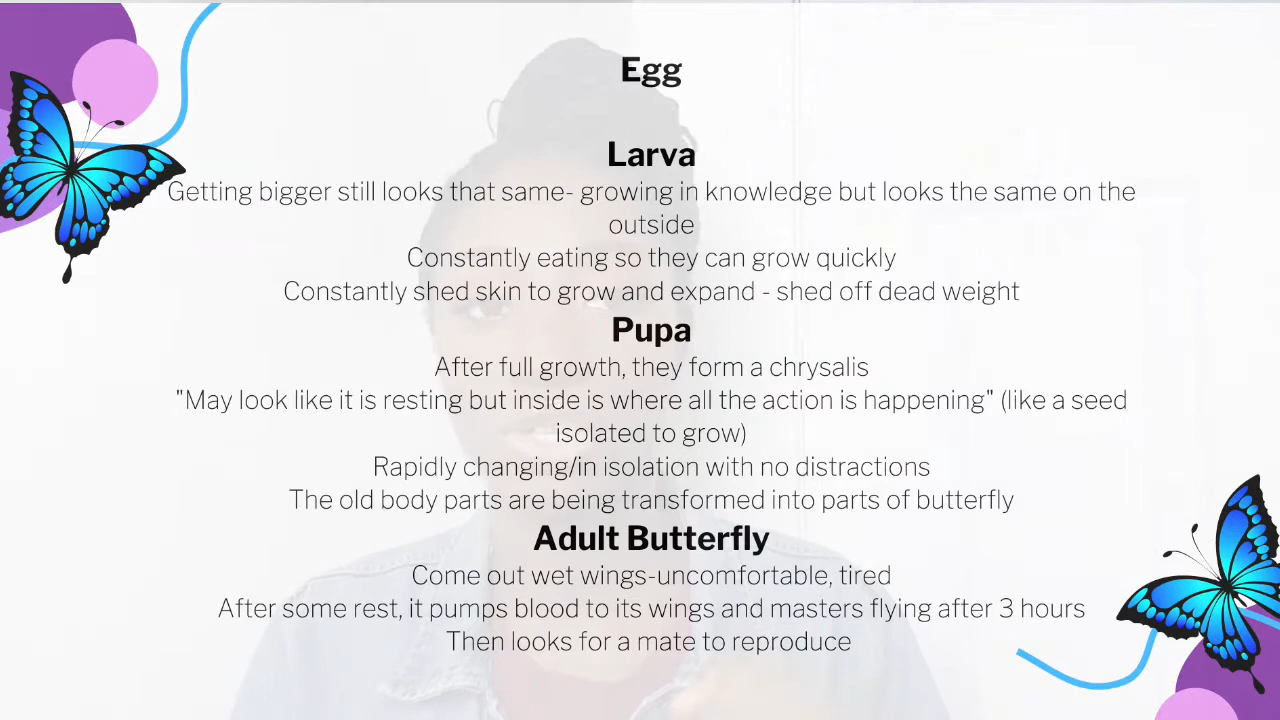 Egg
Larva
Getting bigger still looks that same- growing in knowledge but looks the same on the
outside
Constantly eating so they can grow quickly
Constantly shed skin to grow and expand - shed off dead weight
Pupa
After full growth, they form a chrysalis
"May look like it is resting but inside is where all the action is happening" (like a seed
isolated to grow)
Rapidly changing/in isolation with no distractions
The old body parts are being transformed into parts of butterfly
Adult Butterfly
Come out wet wings-uncomfortable, tired
After some rest, it pumps blood to its wings and masters flying after 3 hours
Then looks for a mate to reproduce